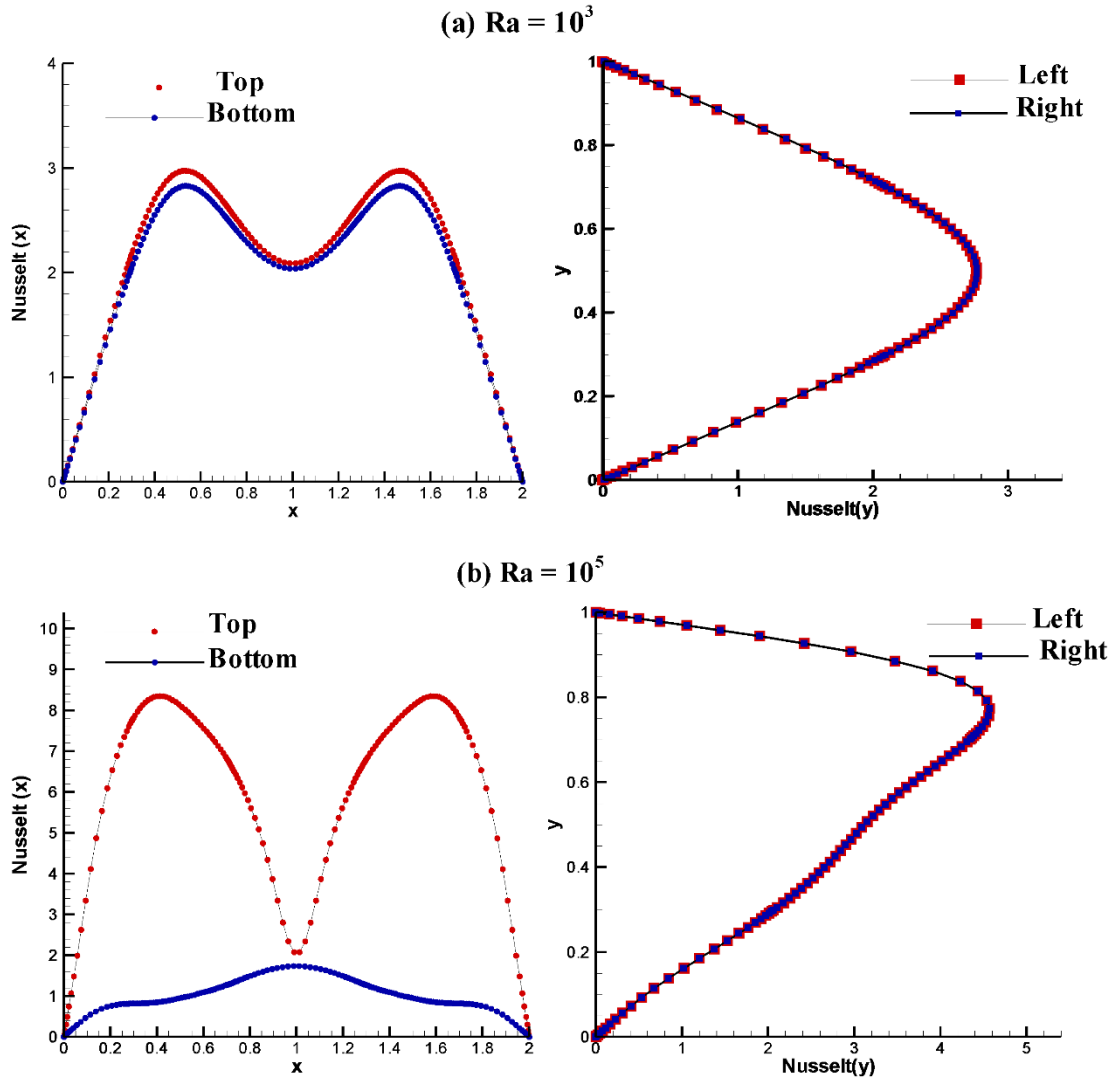 (a) Ra = 10³
Top
Bottom
Nusselt (x)
4
3
2
1
0
0 0.2 0.4 0.6 0.8 1 1.2 1.4 1.6 1.8 2
x
Left
Right
y
1
0.8
0.6
0.4
0.2
0
0 1 2 3
Nusselt(y)
(b) Ra = 10⁵
Top
Bottom
Nusselt (x)
10
9
8
7
6
5
4
3
2
1
0
0 0.2 0.4 0.6 0.8 1 1.2 1.4 1.6 1.8 2
x
Left
Right
y
1
0.8
0.6
0.4
0.2
0
0 1 2 3 4 5
Nusselt(y)